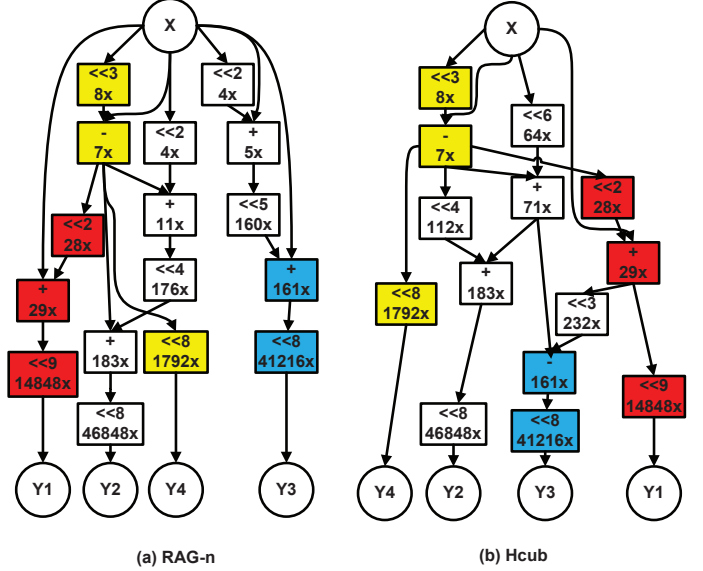 X
<<3
8x
<<2
4x
-
7x
<<2
4x
+
5x
+
11x
<<5
160x
<<2
28x
<<4
176x
+
161x
+
29x
+
183x
<<8
1792x
<<8
41216x
<<9
14848x
<<8
46848x
Y1
Y2
Y4
Y3
(a) RAG-n
X
<<3
8x
<<6
64x
-
7x
+
71x
<<2
28x
<<4
112x
+
29x
+
183x
<<8
1792x
<<3
232x
-
161x
<<9
14848x
<<8
46848x
<<8
41216x
Y4
Y2
Y3
Y1
(b) Hcub